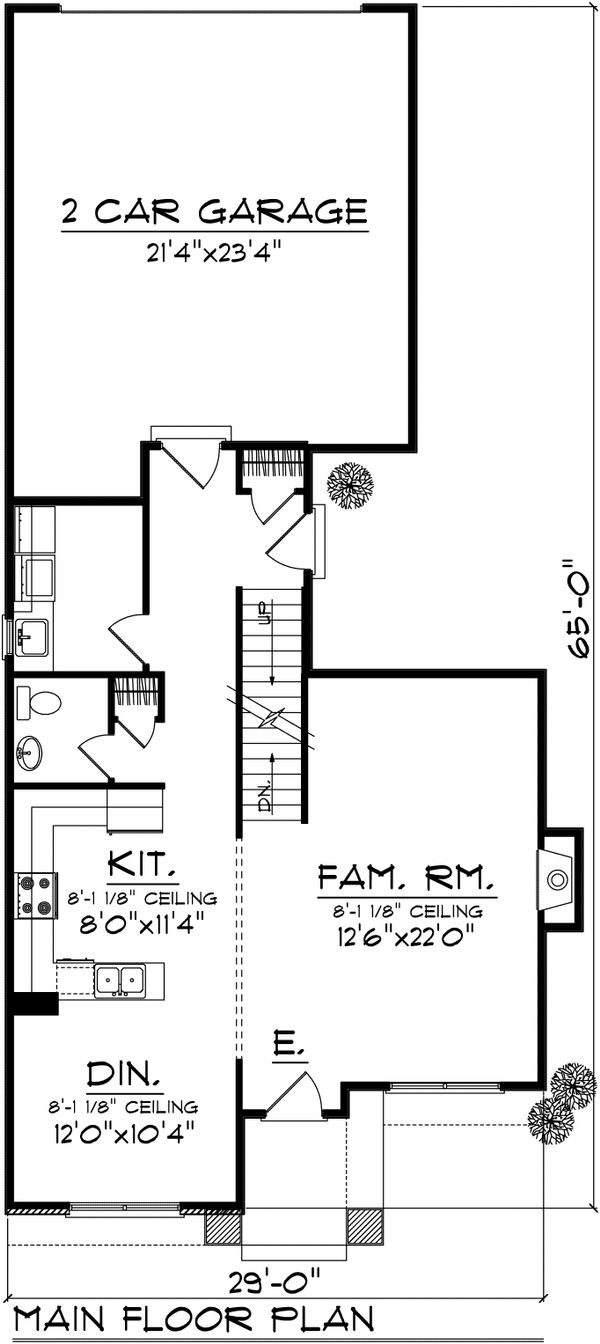 2 CAR GARAGE
21'4"x23'4"
UP
65'-0"
DN.
KIT.
8'-1 1/8" CEILING
8'0"x11'4"
FAM. RM.
8'-1 1/8" CEILING
12'6"x22'0"
E.
DIN.
8'-1 1/8" CEILING
12'0"x10'4"
29'-0"
MAIN FLOOR PLAN